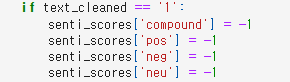 if text_cleaned == '1':
    senti_scores['compound'] = -1
    senti_scores['pos'] = -1
    senti_scores['neg'] = -1
    senti_scores['neu'] = -1